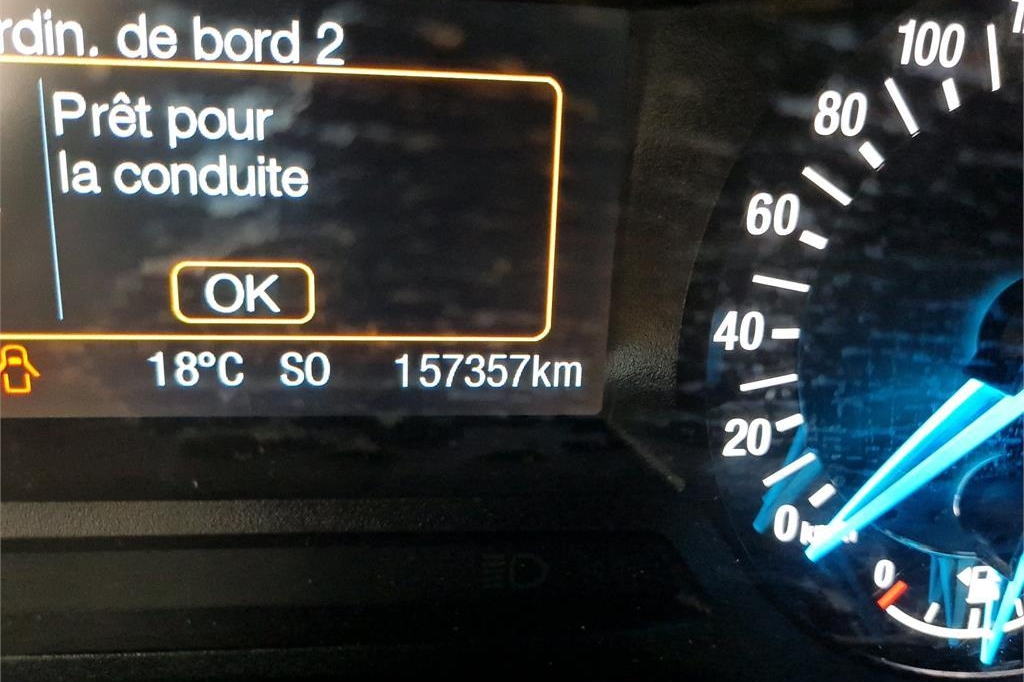 rdin. de bord 2
Prêt pour
la conduite
OK
18°C SO 157357km
100
80
60
40
20
0
0